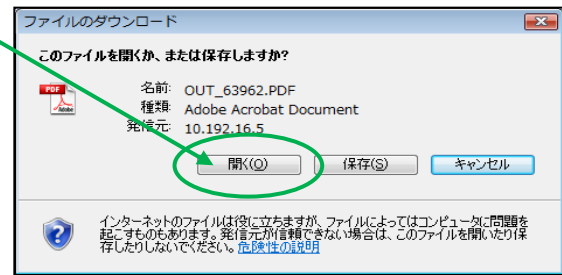 ファイルのダウンロード
このファイルを開くか、または保存しますか?
名前: OUT_63962.PDF
種類: Adobe Acrobat Document
発信元: 10.192.16.5
開く(O) 保存(S) キャンセル
インターネットのファイルは役に立ちますが、ファイルによってはコンピュータに問題を
起こすものもあります。発信元が信頼できない場合は、このファイルを開いたり保
存したりしないでください。危険性の説明
PDF
Adobe